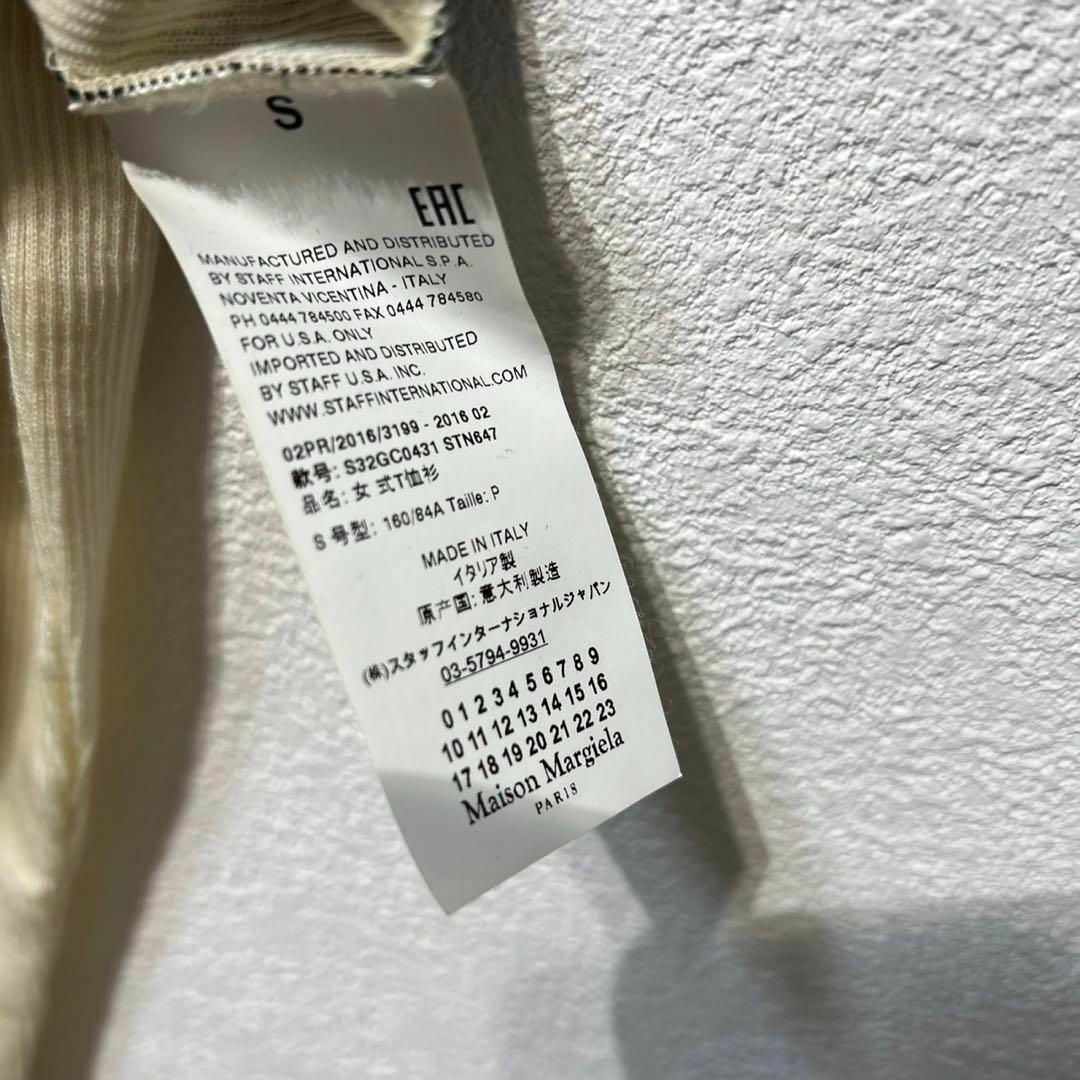 S
EAC
MANUFACTURED AND DISTRIBUTED
BY STAFF INTERNATIONAL S.P.A.
NOVENTA VICENTINA - ITALY
PH 0444 784500 FAX 0444 784580
FOR U.S.A. ONLY
IMPORTED AND DISTRIBUTED
BY STAFF U.S.A. INC.
WWW.STAFFINTERNATIONAL.COM
02PR/2016/3199 - 2016 02
款号: S32GC0431 STN647
品名: 女 式T恤衫
S 号型: 160/84A Taille: P
MADE IN ITALY
イタリア製
原产国: 意大利製造
(株)スタッフインターナショナルジャパン
03-5794-9931
0 1 2 3 4 5 6 7 8 9
10 11 12 13 14 15 16
17 18 19 20 21 22 23
Maison Margiela
PARIS